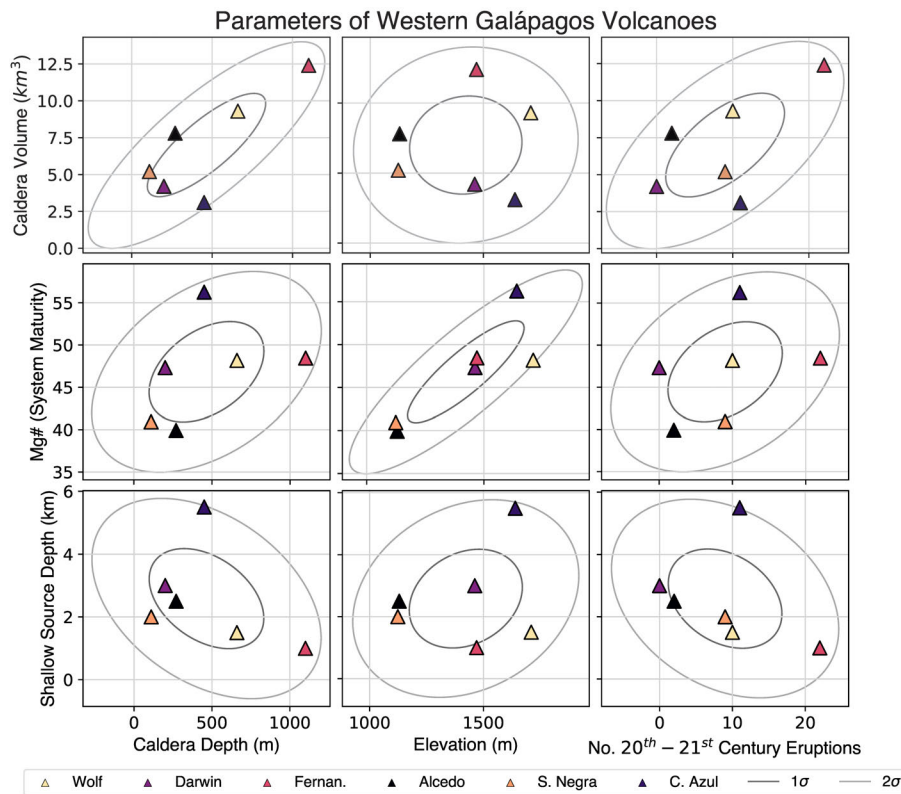 Parameters of Western Galápagos Volcanoes
Caldera Volume (km³)
12.5
10.0
7.5
5.0
2.5
0.0
Mg# (System Maturity)
55
50
45
40
35
Shallow Source Depth (km)
6
4
2
0
0 500 1000
1000 1500
0 10 20
Caldera Depth (m)
Elevation (m)
No. 20th − 21st Century Eruptions
Wolf Darwin Fernan. Alcedo S. Negra C. Azul 1σ 2σ